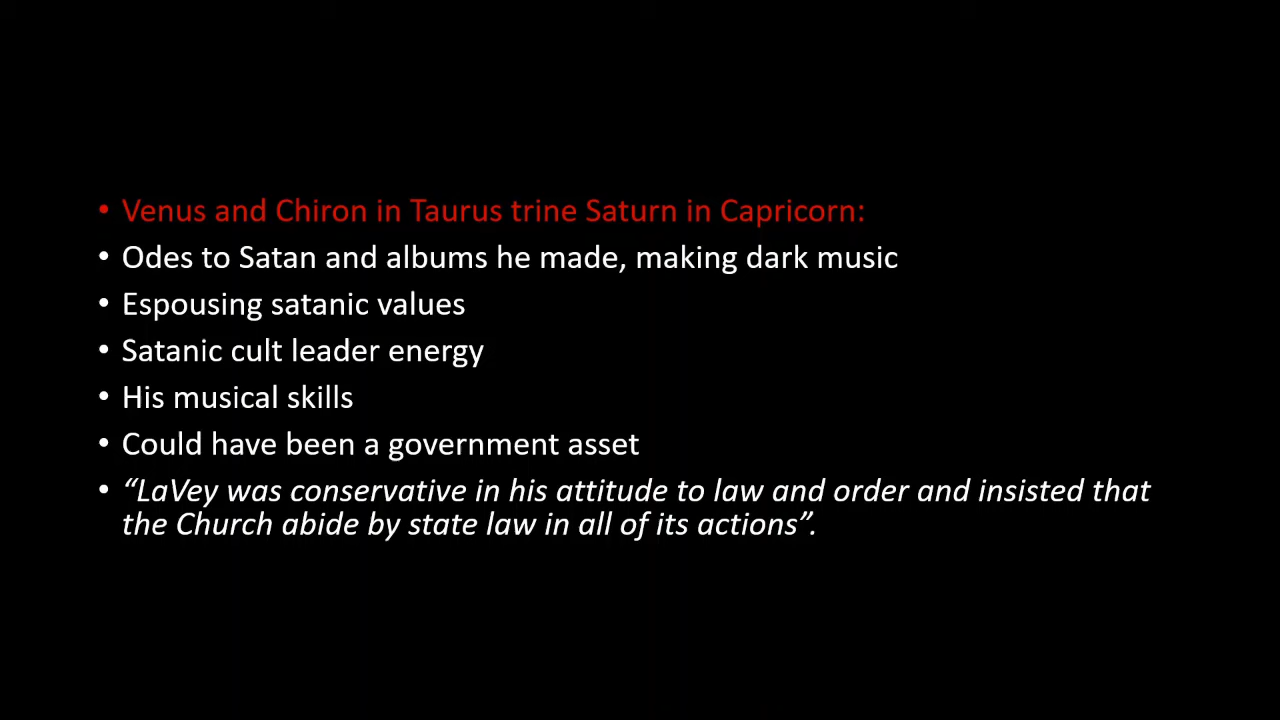 • Venus and Chiron in Taurus trine Saturn in Capricorn:
• Odes to Satan and albums he made, making dark music
• Espousing satanic values
• Satanic cult leader energy
• His musical skills
• Could have been a government asset
• “LaVey was conservative in his attitude to law and order and insisted that
the Church abide by state law in all of its actions”.